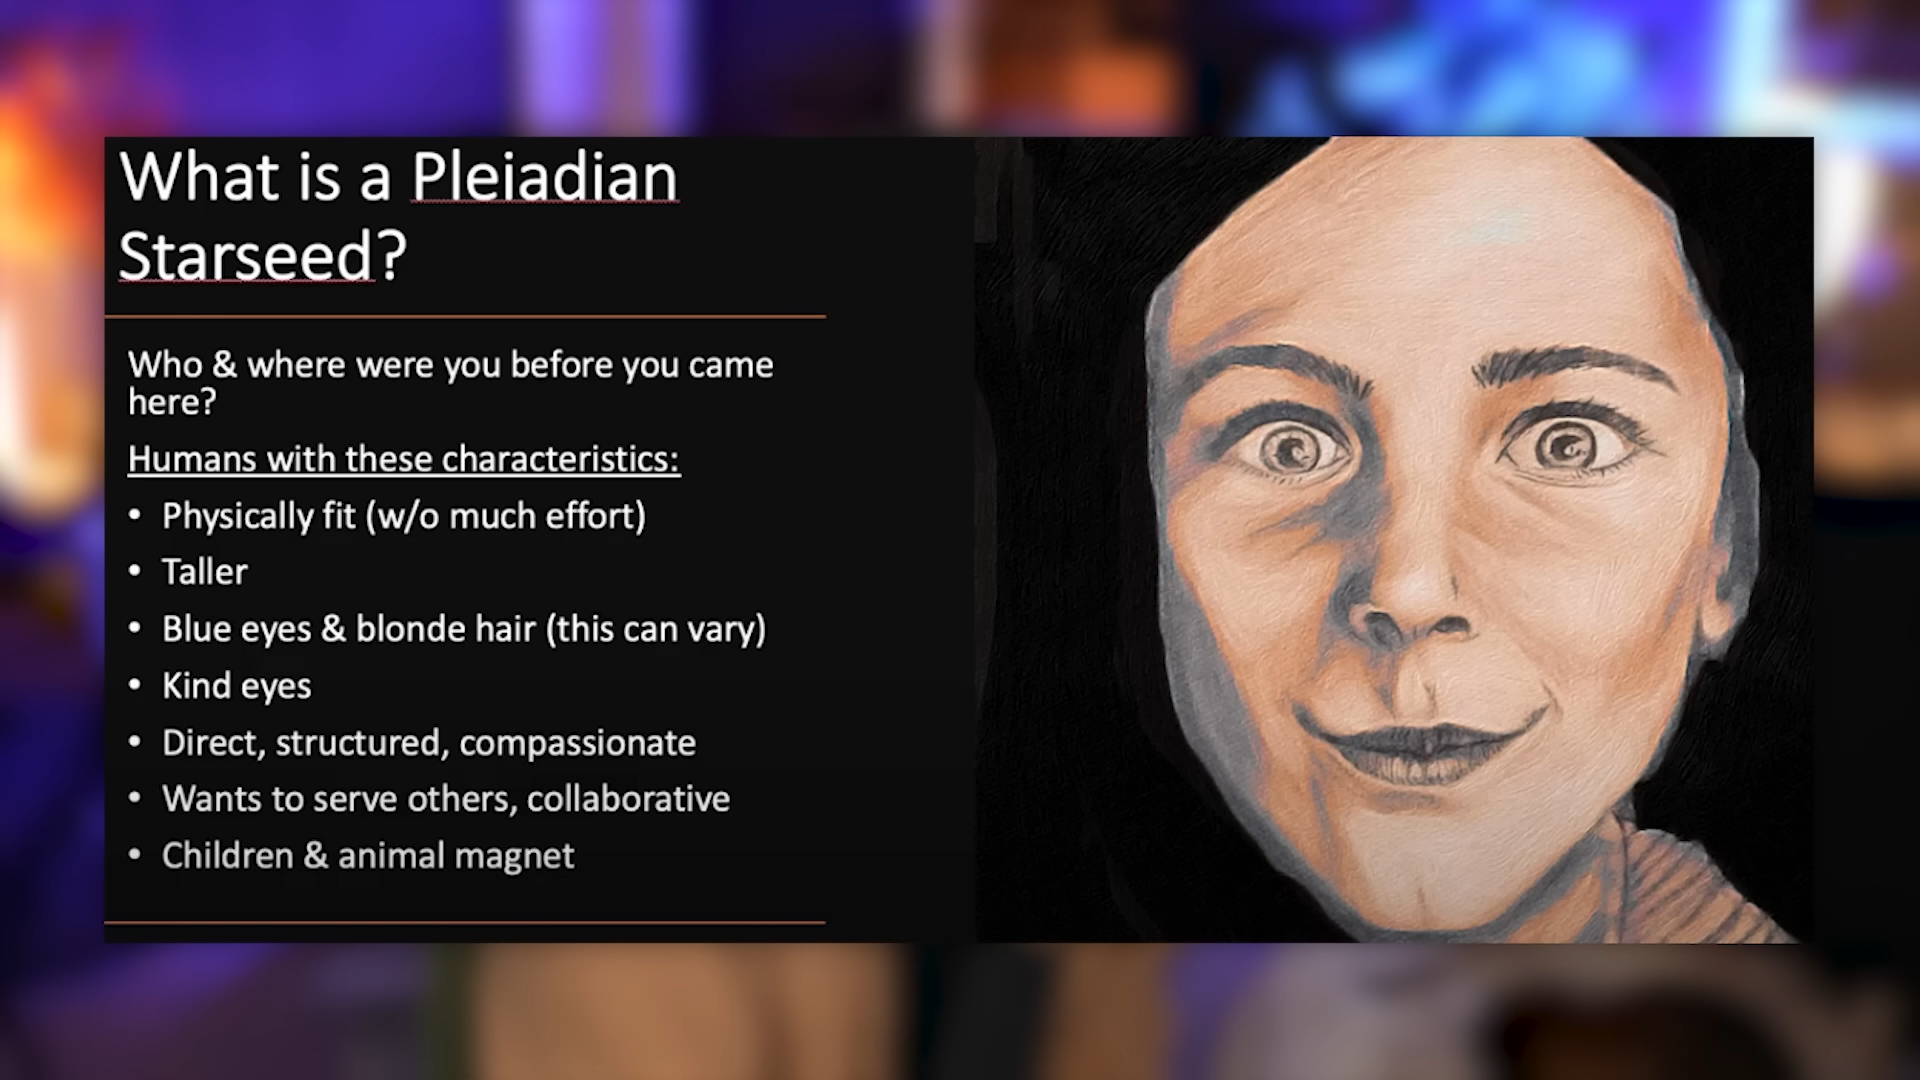 What is a Pleiadian
Starseed?
Who & where were you before you came
here?
Humans with these characteristics:
• Physically fit (w/o much effort)
• Taller
• Blue eyes & blonde hair (this can vary)
• Kind eyes
• Direct, structured, compassionate
• Wants to serve others, collaborative
• Children & animal magnet